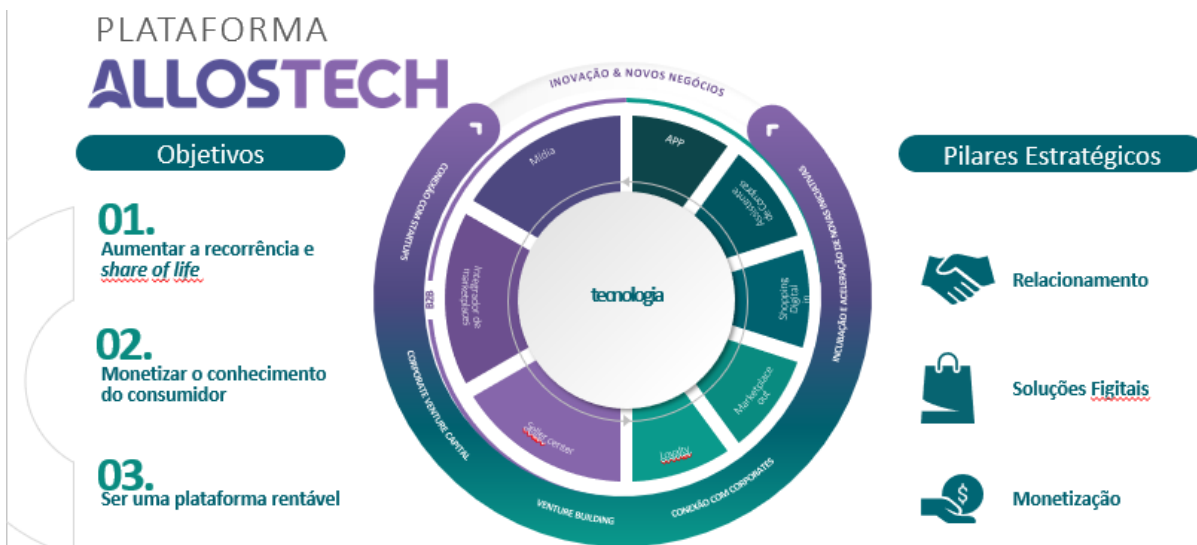 PLATAFORMA
ALLOSTECH
Objetivos
01.
Aumentar a recorrência e
share of life
02.
Monetizar o conhecimento
do consumidor
03.
Ser uma plataforma rentável
INOVAÇÃO & NOVOS NEGÓCIOS
CONEXÃO COM STARTUPS
B2B
CORPORATE VENTURE CAPITAL
VENTURE BUILDING
CONEXÃO COM CORPORATES
INCUBAÇÃO E ACELERAÇÃO DE NOVAS INICIATIVAS
Mídia
APP
Assistente
de Compras
Shopping
Digital
in
Marketplace
out
Loyalty
Seller center
Integrador de
marketplaces
tecnologia
Pilares Estratégicos
Relacionamento
Soluções Figitais
$
Monetização